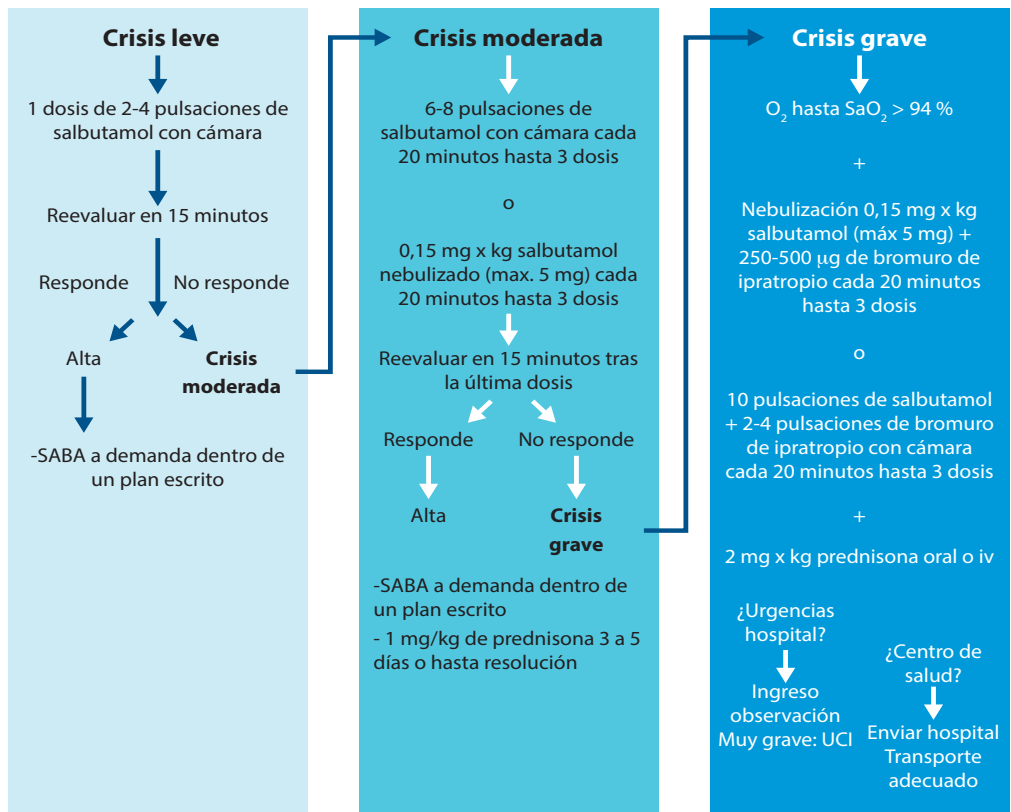 Crisis leve
1 dosis de 2-4 pulsaciones de
salbutamol con cámara
Reevaluar en 15 minutos
Responde
No responde
Alta
Crisis
moderada
-SABA a demanda dentro de
un plan escrito
Crisis moderada
6-8 pulsaciones de
salbutamol con cámara cada
20 minutos hasta 3 dosis
o
0,15 mg x kg salbutamol
nebulizado (max. 5 mg) cada
20 minutos hasta 3 dosis
Reevaluar en 15 minutos tras
la última dosis
Responde
No responde
Alta
Crisis
grave
-SABA a demanda dentro de
un plan escrito
- 1 mg/kg de prednisona 3 a 5
días o hasta resolución
Crisis grave
O₂ hasta SaO₂ > 94 %
+
Nebulización 0,15 mg x kg
salbutamol (máx 5 mg) +
250-500 μg de bromuro de
ipratropio cada 20 minutos
hasta 3 dosis
o
10 pulsaciones de salbutamol
+ 2-4 pulsaciones de bromuro
de ipratropio con cámara
cada 20 minutos hasta 3 dosis
+
2 mg x kg prednisona oral o iv
¿Urgencias
hospital?
Ingreso
observación
Muy grave: UCI
¿Centro de
salud?
Enviar hospital
Transporte
adecuado